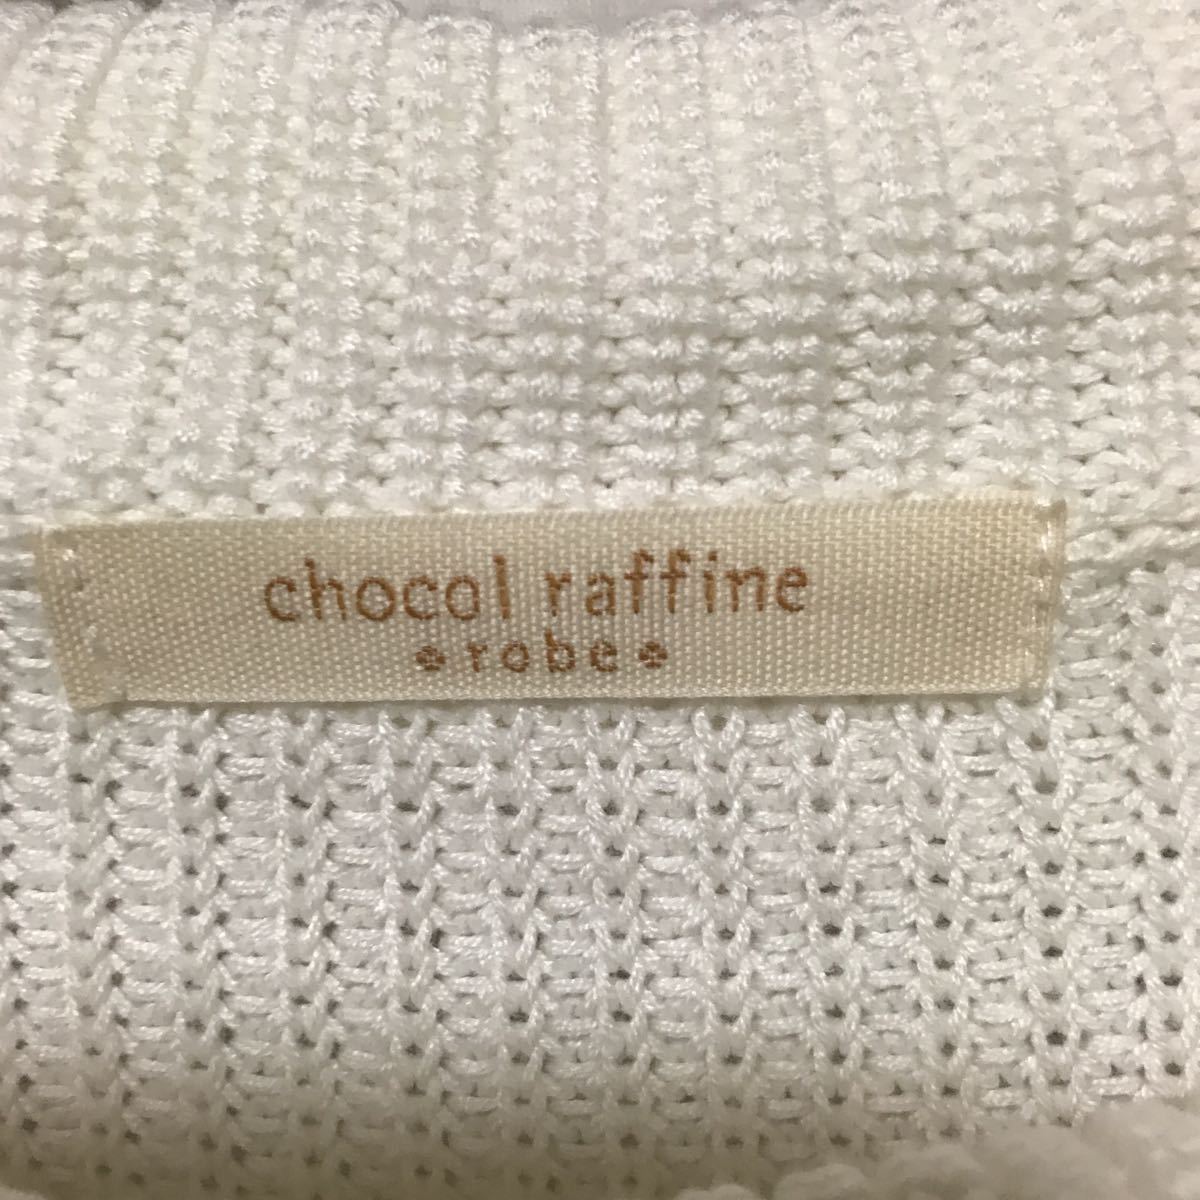 chocol raffine
robe